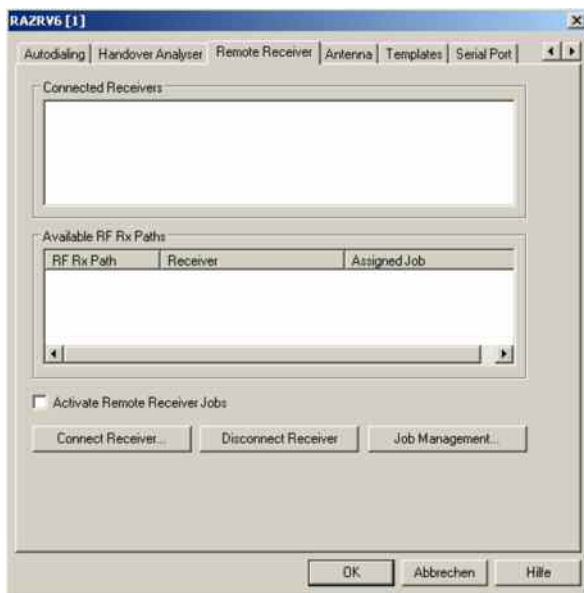 RAZRV6 [1]
Autodialing Handover Analyser Remote Receiver Antenna Templates Serial Port
Connected Receivers
Available RF Rx Paths
RF Rx Path Receiver Assigned Job
Activate Remote Receiver Jobs
Connect Receiver... Disconnect Receiver Job Management...
OK Abbrechen Hilfe